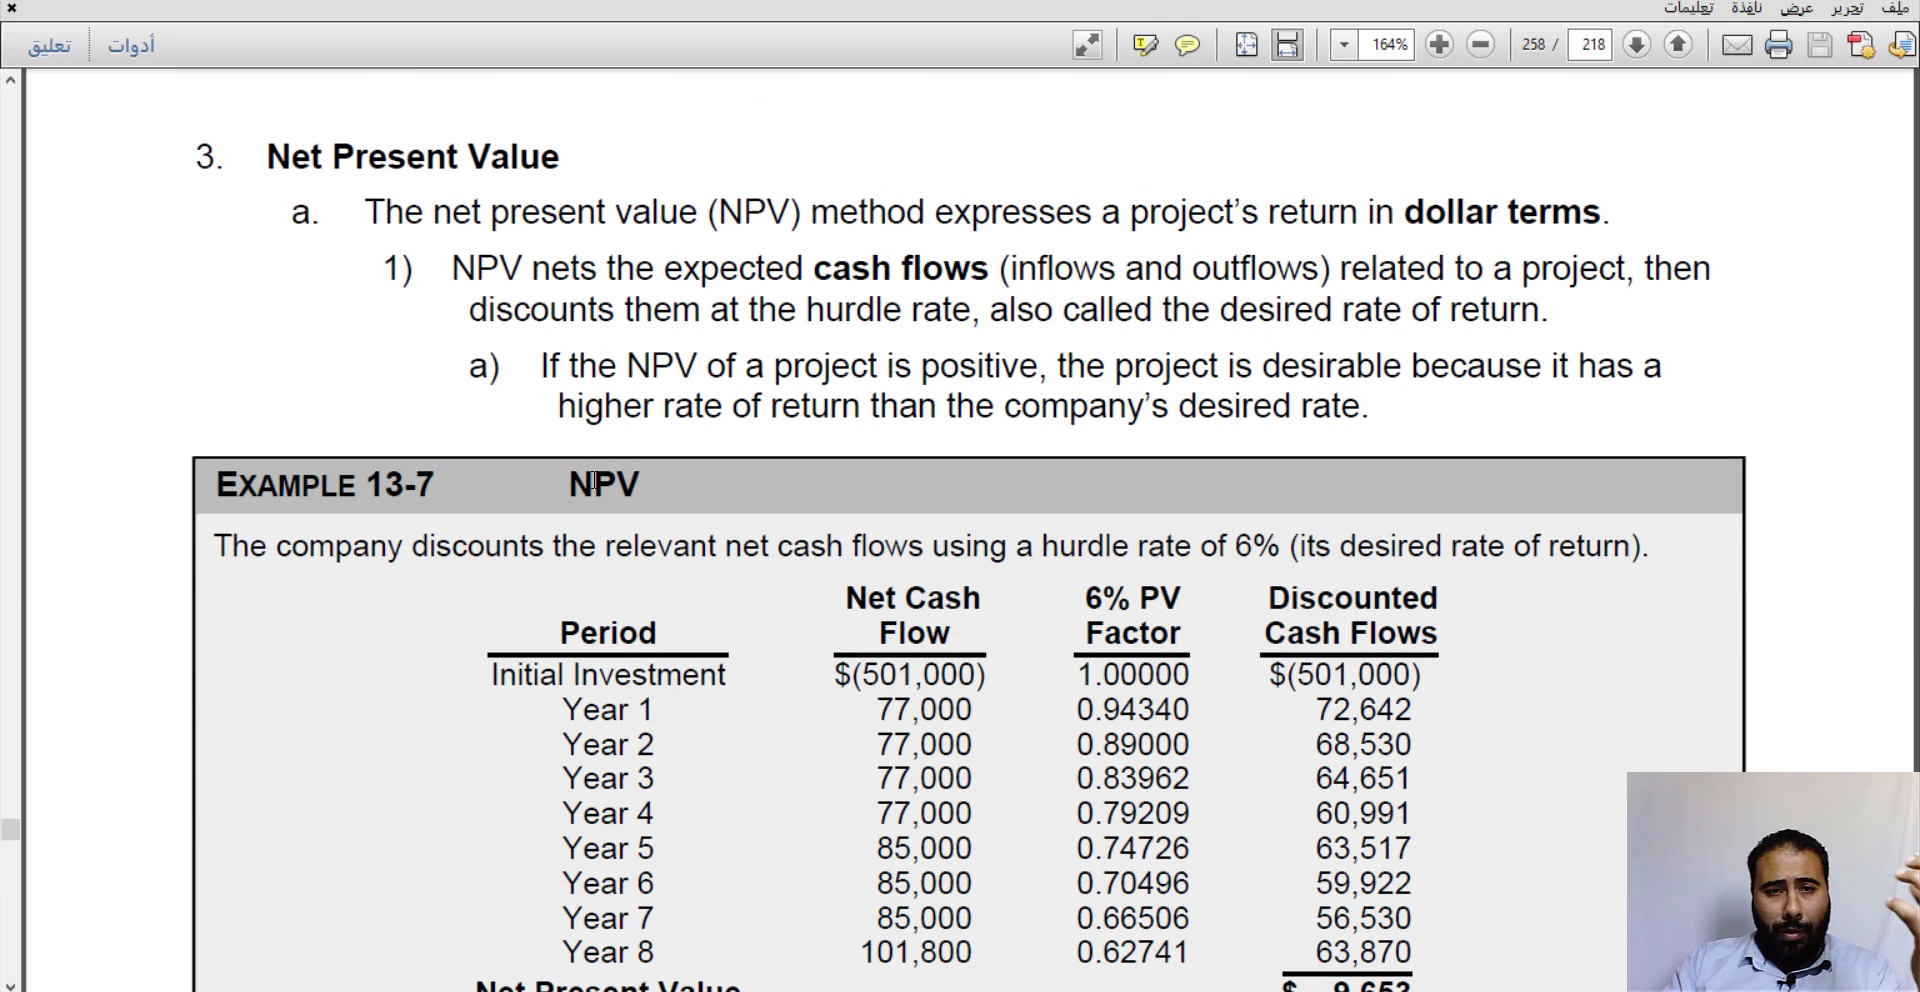 ملف تحرير عرض نافذة تعليمات
أدوات تعليق
164% 258 / 218
3. Net Present Value
a. The net present value (NPV) method expresses a project's return in dollar terms.
1) NPV nets the expected cash flows (inflows and outflows) related to a project, then
discounts them at the hurdle rate, also called the desired rate of return.
a) If the NPV of a project is positive, the project is desirable because it has a
higher rate of return than the company's desired rate.
EXAMPLE 13-7 NPV
The company discounts the relevant net cash flows using a hurdle rate of 6% (its desired rate of return).
Net Cash 6% PV Discounted
Period Flow Factor Cash Flows
Initial Investment $(501,000) 1.00000 $(501,000)
Year 1 77,000 0.94340 72,642
Year 2 77,000 0.89000 68,530
Year 3 77,000 0.83962 64,651
Year 4 77,000 0.79209 60,991
Year 5 85,000 0.74726 63,517
Year 6 85,000 0.70496 59,922
Year 7 85,000 0.66506 56,530
Year 8 101,800 0.62741 63,870
Net Present Value $ 9,653